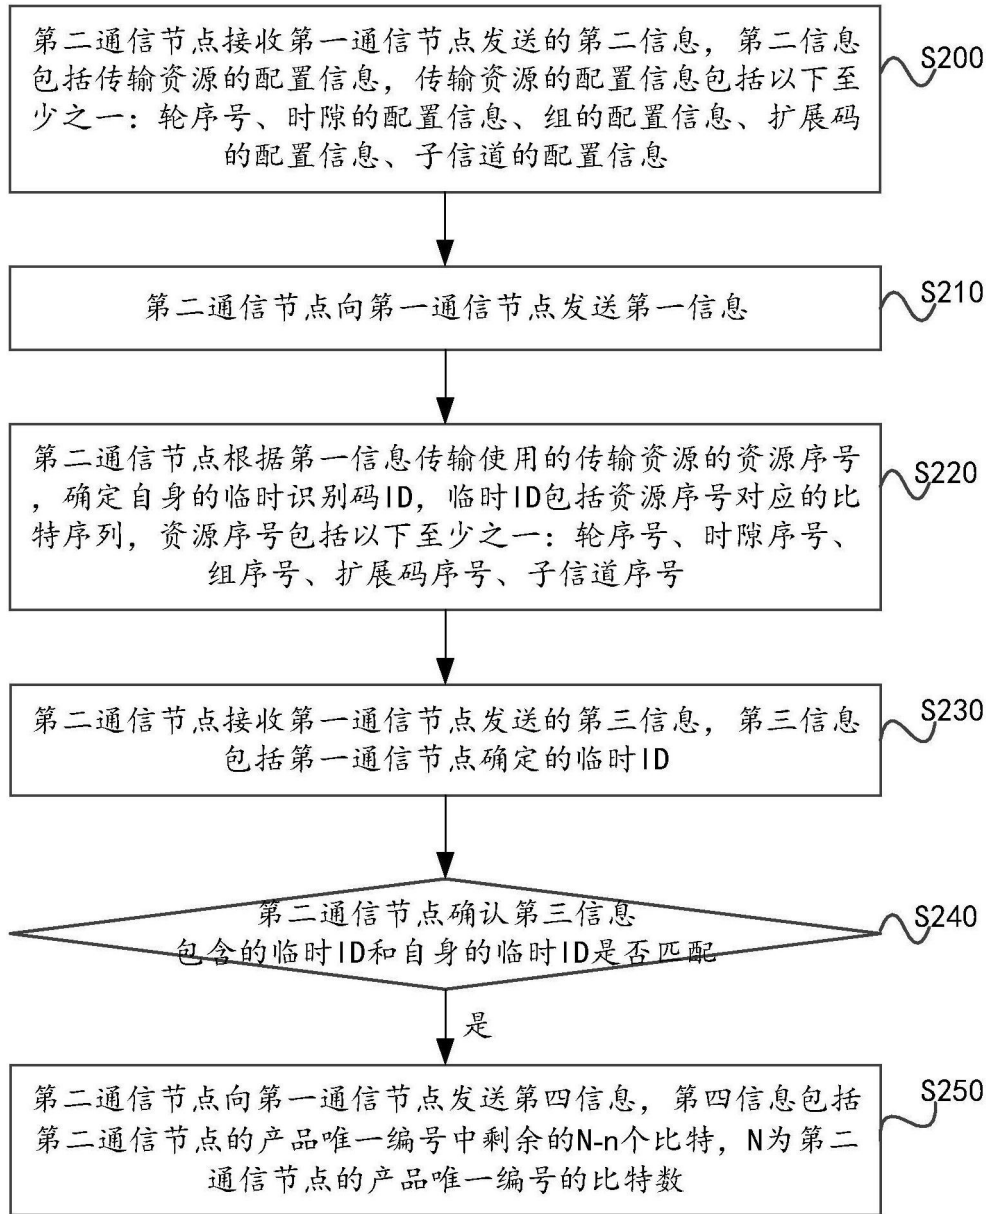 第二通信节点接收第一通信节点发送的第二信息，第二信息
包括传输资源的配置信息，传输资源的配置信息包括以下至
少之一：轮序号、时隙的配置信息、组的配置信息、扩展码
的配置信息、子信道的配置信息
S200
第二通信节点向第一通信节点发送第一信息
S210
第二通信节点根据第一信息传输使用的传输资源的资源序号
，确定自身的临时识别码ID，临时ID包括资源序号对应的比
特序列，资源序号包括以下至少之一：轮序号、时隙序号、
组序号、扩展码序号、子信道序号
S220
第二通信节点接收第一通信节点发送的第三信息，第三信息
包括第一通信节点确定的临时ID
S230
第二通信节点确认第三信息
包含的临时ID和自身的临时ID是否匹配
S240
是
第二通信节点向第一通信节点发送第四信息，第四信息包括
第二通信节点的产品唯一编号中剩余的N-n个比特，N为第二
通信节点的产品唯一编号的比特数
S250